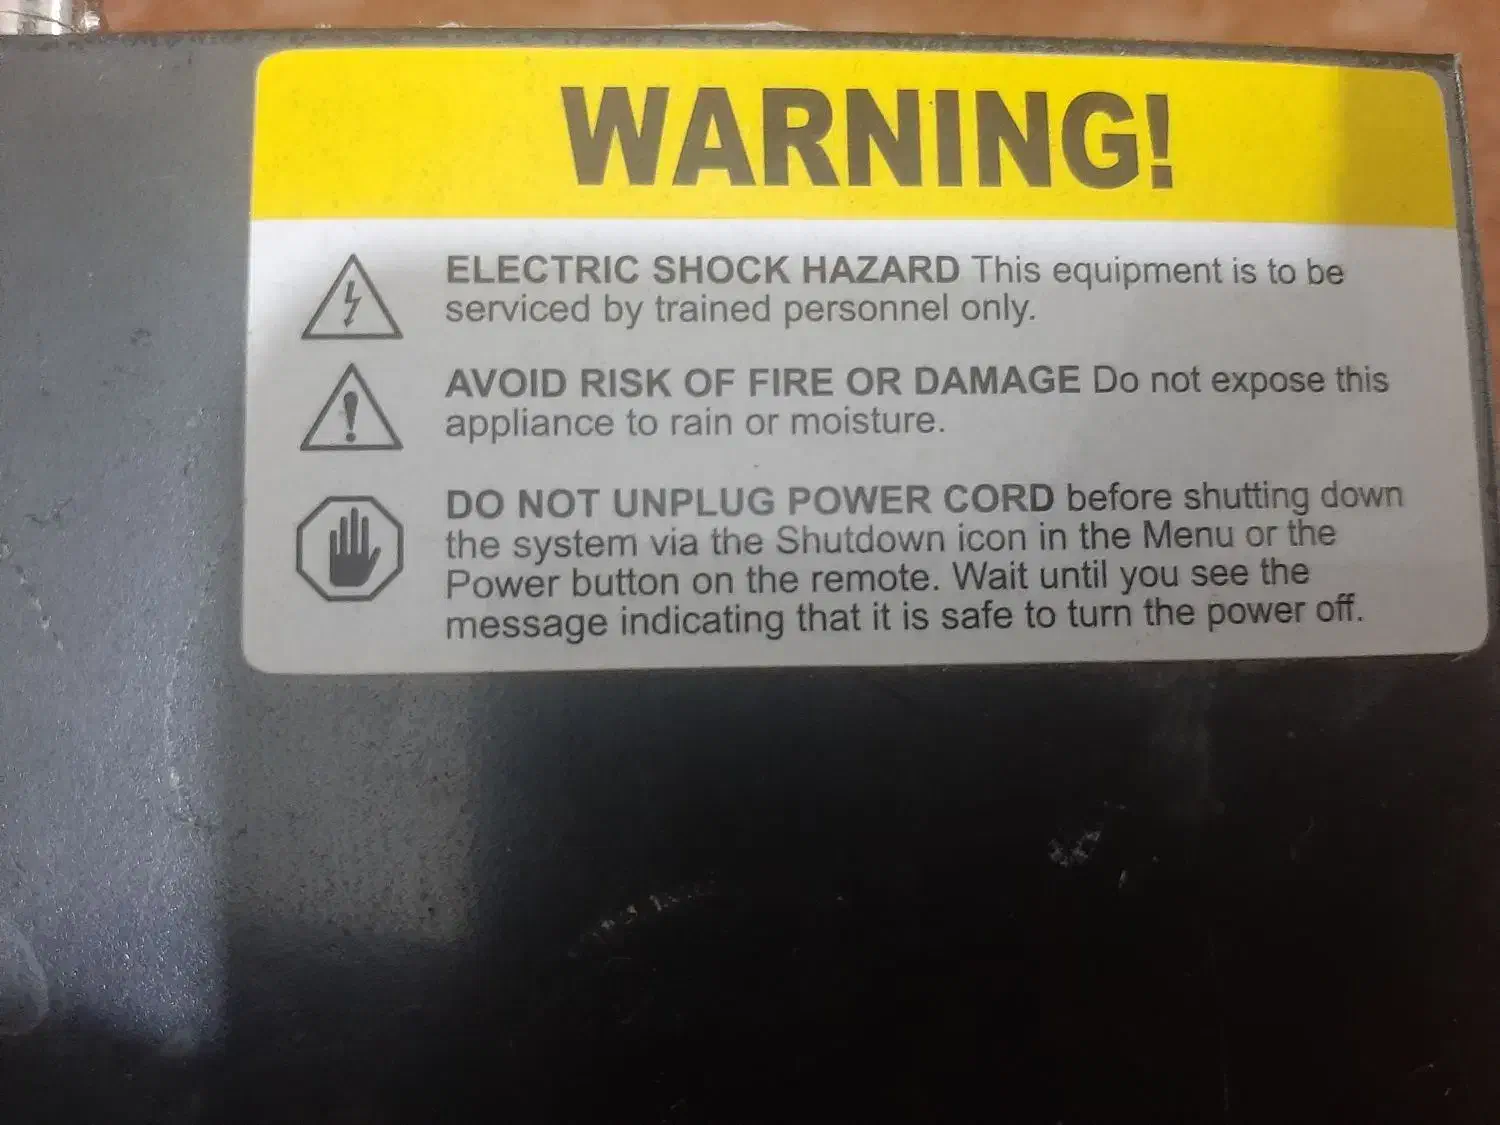 WARNING!
ELECTRIC SHOCK HAZARD This equipment is to be
serviced by trained personnel only.
AVOID RISK OF FIRE OR DAMAGE Do not expose this
appliance to rain or moisture.
DO NOT UNPLUG POWER CORD before shutting down
the system via the Shutdown icon in the Menu or the
Power button on the remote. Wait until you see the
message indicating that it is safe to turn the power off.